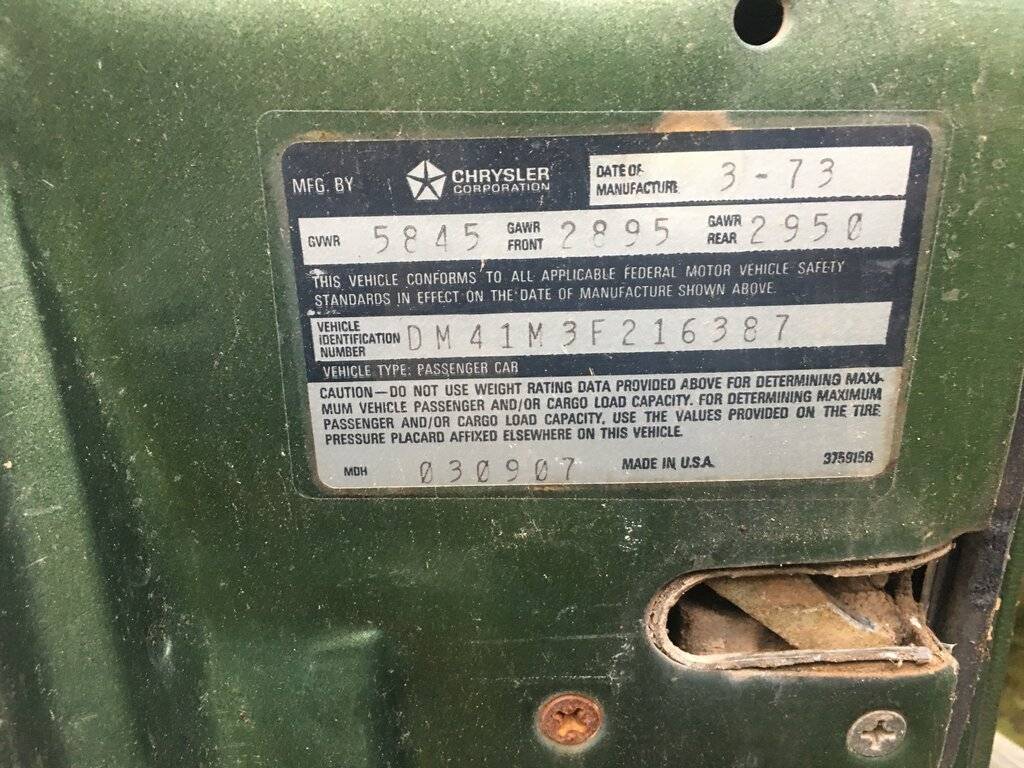 MFG. BY CHRYSLER CORPORATION DATE OF MANUFACTURE 3-73
GVWR 5845 GAWR FRONT 2895 GAWR REAR 2950
THIS VEHICLE CONFORMS TO ALL APPLICABLE FEDERAL MOTOR VEHICLE SAFETY
STANDARDS IN EFFECT ON THE DATE OF MANUFACTURE SHOWN ABOVE.
VEHICLE IDENTIFICATION NUMBER DM41M3F216387
VEHICLE TYPE: PASSENGER CAR
CAUTION—DO NOT USE WEIGHT RATING DATA PROVIDED ABOVE FOR DETERMINING MAXI-
MUM VEHICLE PASSENGER AND/OR CARGO LOAD CAPACITY. FOR DETERMINING MAXIMUM
PASSENGER AND/OR CARGO LOAD CAPACITY, USE THE VALUES PROVIDED ON THE TIRE
PRESSURE PLACARD AFFIXED ELSEWHERE ON THIS VEHICLE.
MDH 030907 MADE IN U.S.A. 3759150